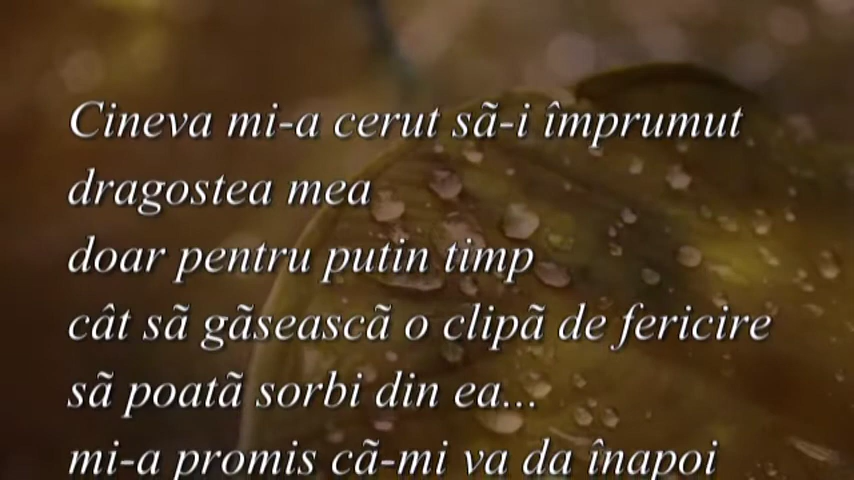 Cineva mi-a cerut sã-i împrumut
dragostea mea
doar pentru putin timp
cât sã gãseascã o clipã de fericire
sã poatã sorbi din ea...
mi-a promis cã-mi va da înapoi